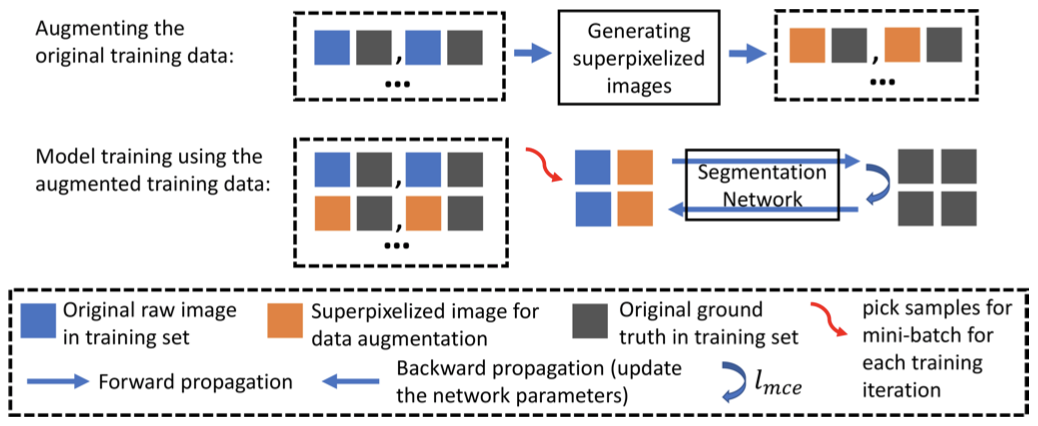 Augmenting the
original training data:
,
...
Generating
superpixelized
images
,
...
Model training using the
augmented training data:
,
,
...
Segmentation
Network
Original raw image
in training set
Superpixelized image for
data augmentation
Original ground
truth in training set
pick samples for
mini-batch for
each training
iteration
Forward propagation
Backward propagation (update
the network parameters)
l_mce